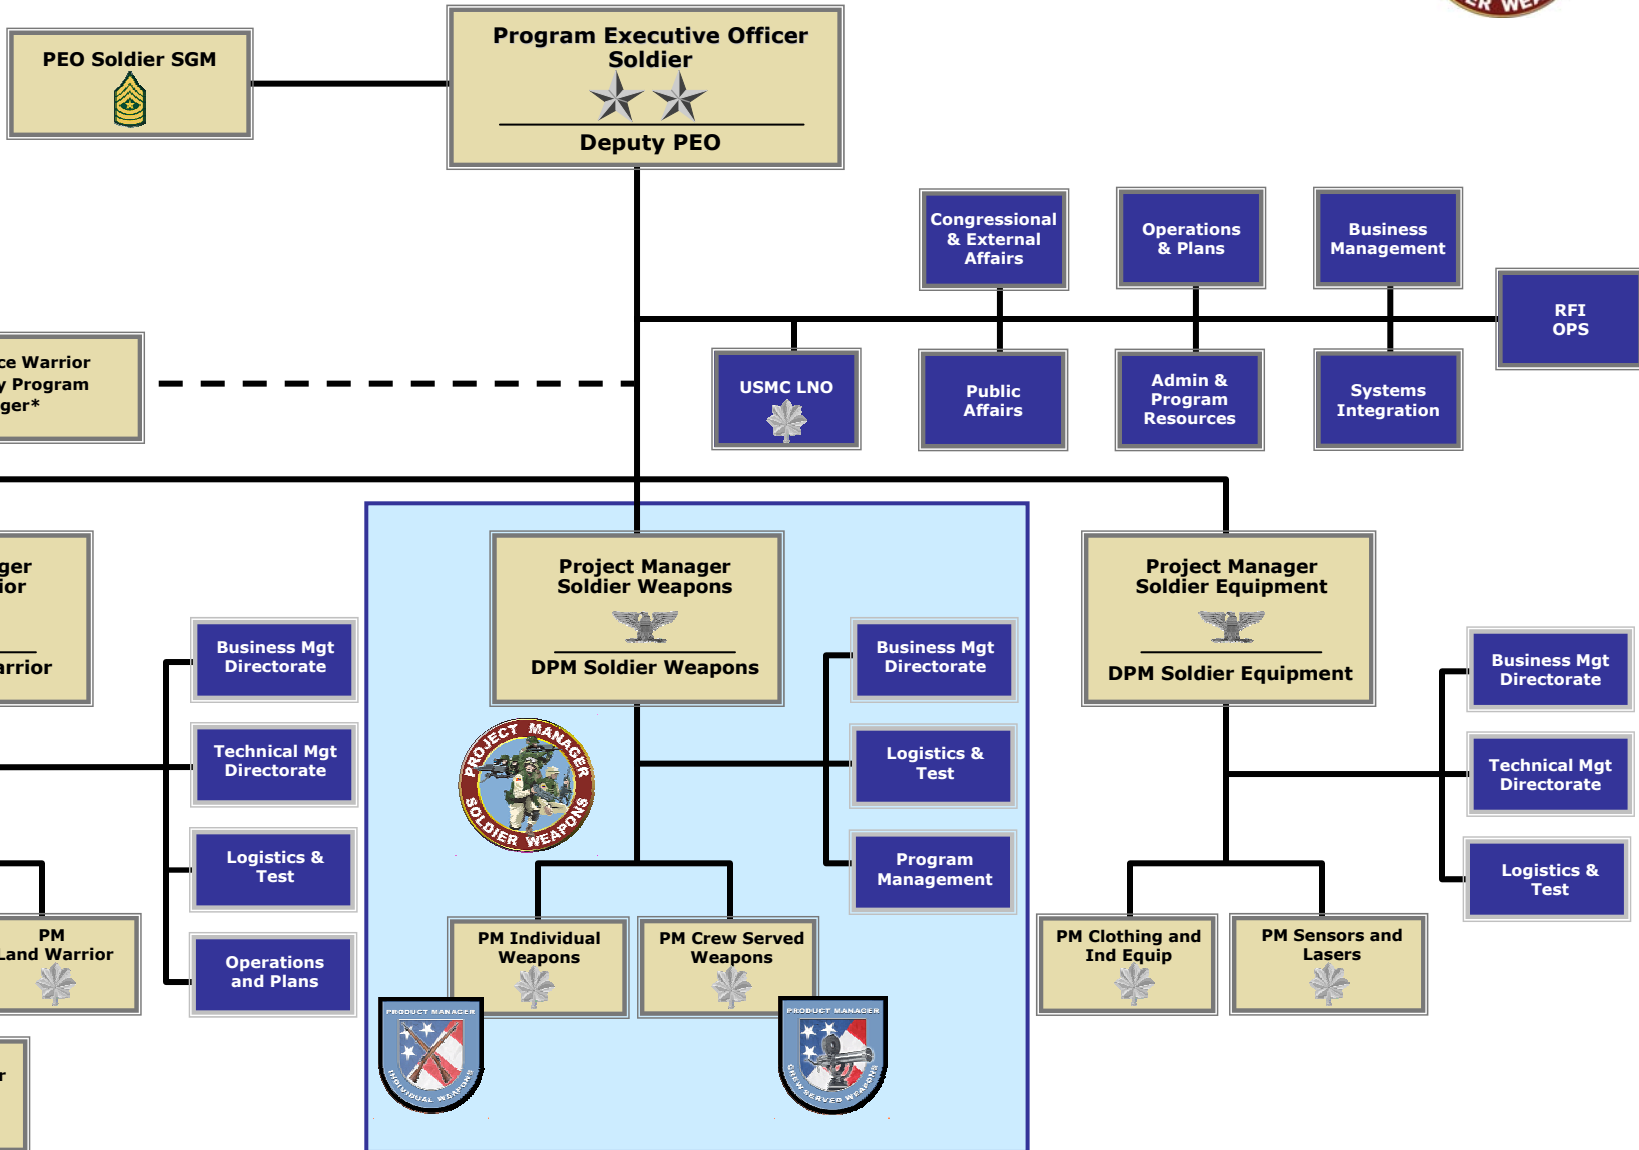 PEO Soldier SGM
Program Executive Officer
Soldier
Deputy PEO
Congressional
& External
Affairs
Operations
& Plans
Business
Management
RFI
OPS
USMC LNO
Public
Affairs
Admin &
Program
Resources
Systems
Integration
ce Warrior
y Program
ger*
ger
ior
arrior
Business Mgt
Directorate
Technical Mgt
Directorate
Logistics &
Test
Operations
and Plans
PM
Land Warrior
r
Project Manager
Soldier Weapons
DPM Soldier Weapons
Business Mgt
Directorate
Logistics &
Test
Program
Management
PROJECT MANAGER
SOLDIER WEAPONS
PM Individual
Weapons
PM Crew Served
Weapons
PRODUCT MANAGER
INDIVIDUAL WEAPONS
PRODUCT MANAGER
CREW SERVED WEAPONS
Project Manager
Soldier Equipment
DPM Soldier Equipment
Business Mgt
Directorate
Technical Mgt
Directorate
Logistics &
Test
PM Clothing and
Ind Equip
PM Sensors and
Lasers